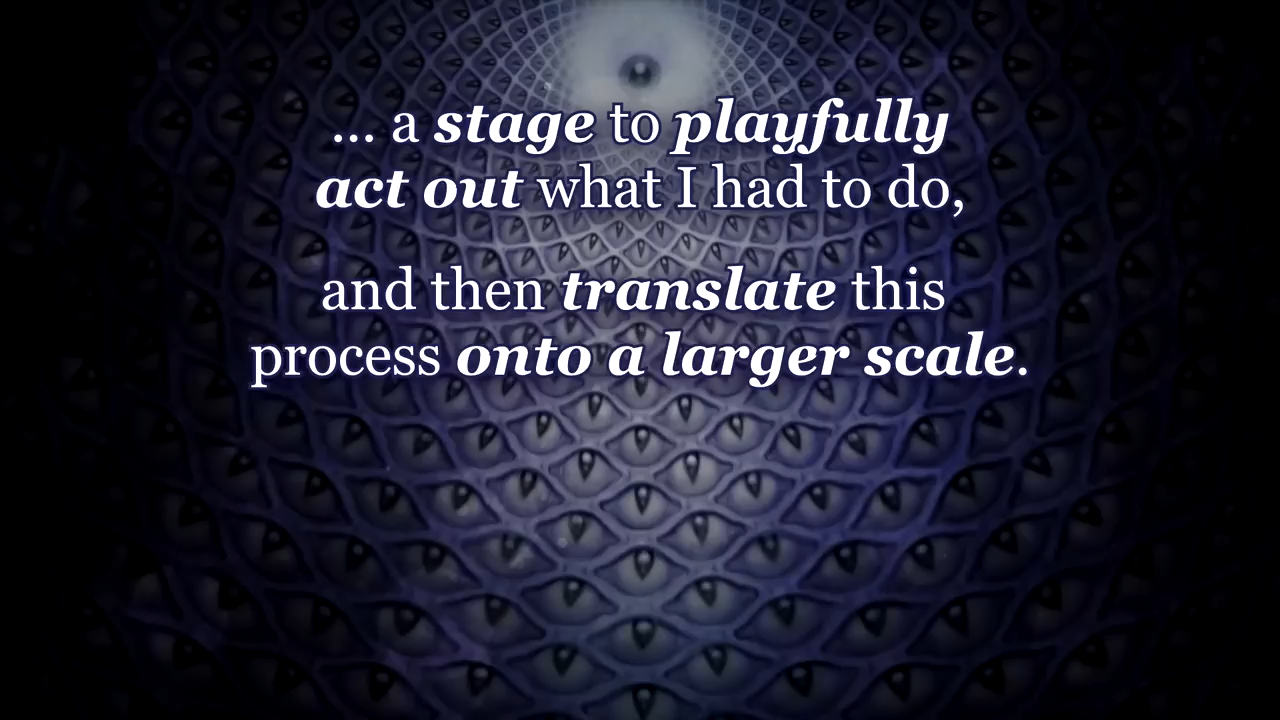 ... a stage to playfully
act out what I had to do,
and then translate this
process onto a larger scale.